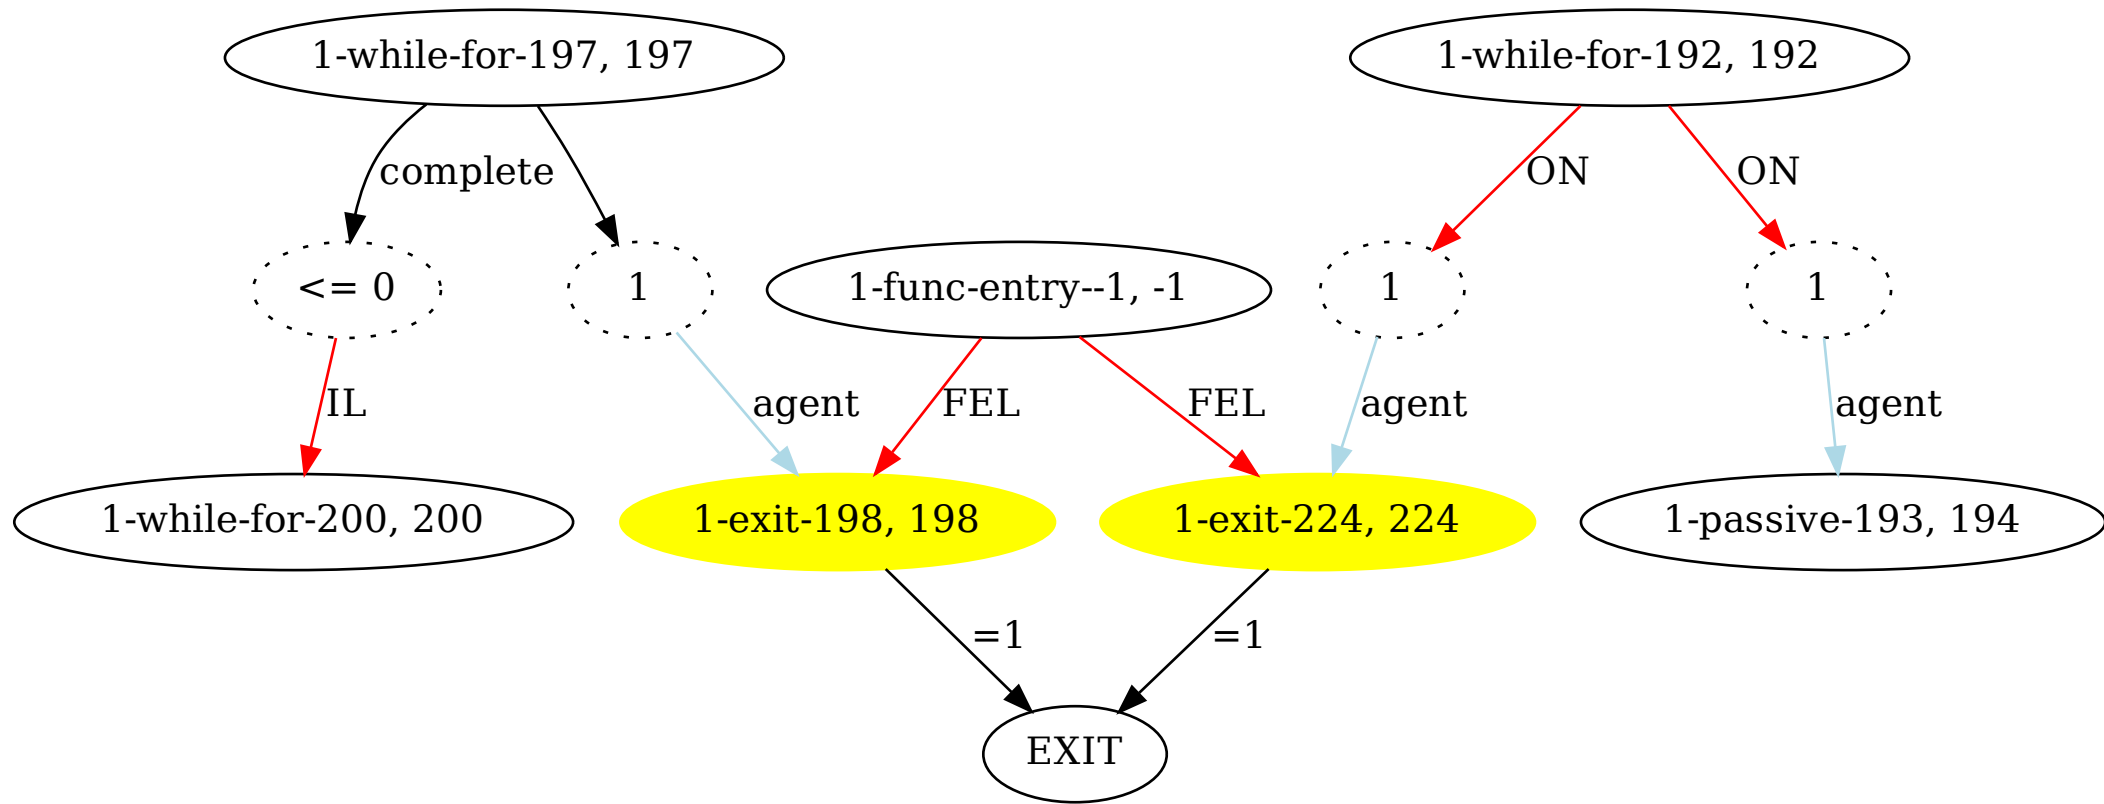 1-while-for-197, 197
1-while-for-192, 192
complete
ON
ON
<= 0
1
1-func-entry--1, -1
1
1
IL
agent
FEL
FEL
agent
agent
1-while-for-200, 200
1-exit-198, 198
1-exit-224, 224
1-passive-193, 194
=1
=1
EXIT